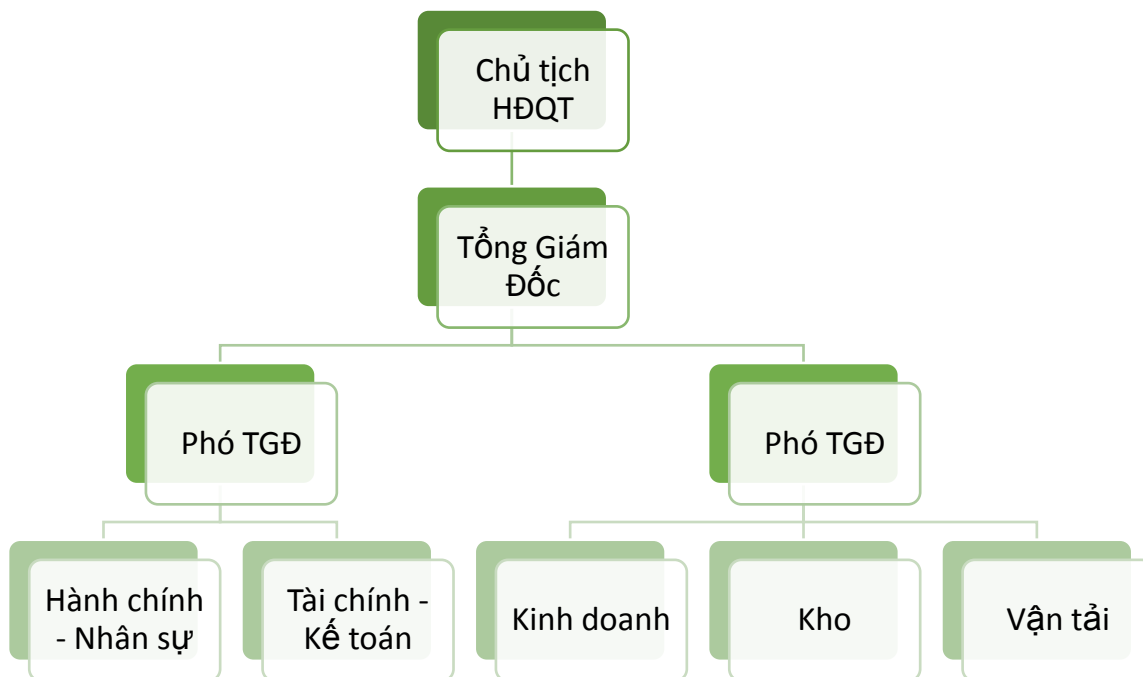 Chủ tịch
HĐQT
Tổng Giám
Đốc
Phó TGĐ
Phó TGĐ
Hành chính
- Nhân sự
Tài chính -
Kế toán
Kinh doanh
Kho
Vận tải